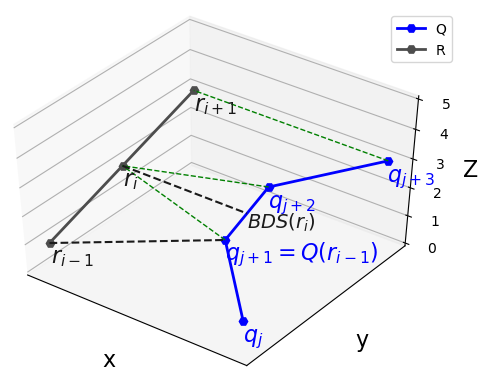 Q
R
5
4
3
2
1
0
Z
x
y
r_{i+1}
r_i
r_{i−1}
q_{j+3}
q_{j+2}
BDS(r_i)
q_{j+1} = Q(r_{i−1})
q_j